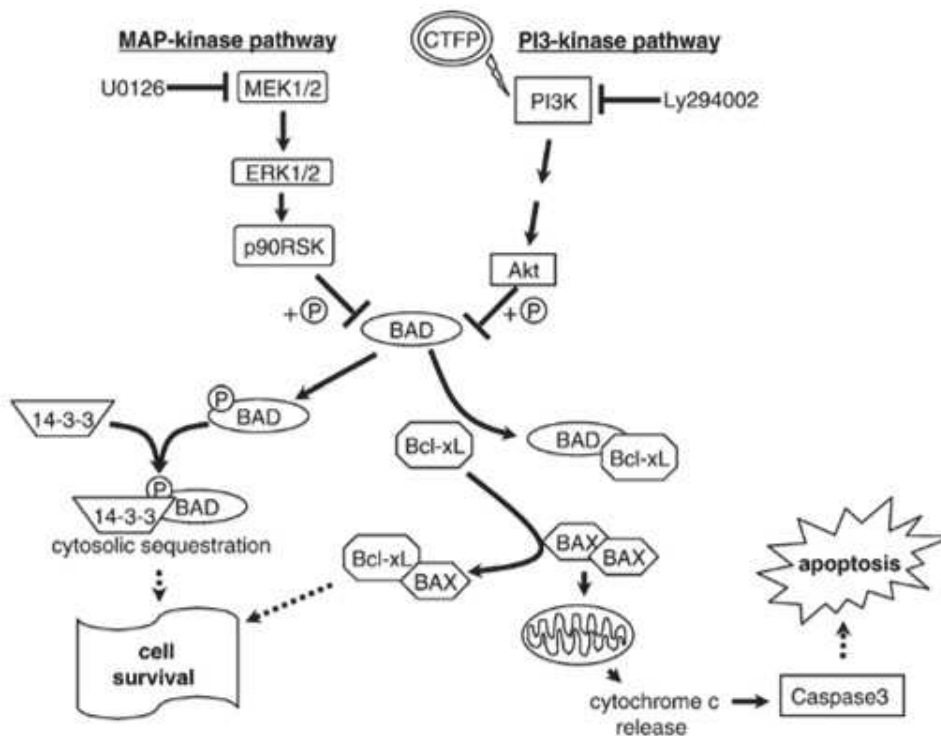 MAP-kinase pathway
CTFP
PI3-kinase pathway
U0126
MEK1/2
PI3K
Ly294002
ERK1/2
p90RSK
Akt
+ P
BAD
+ P
P
BAD
14-3-3
Bcl-xL
BAD
Bcl-xL
P
14-3-3
BAD
cytosolic sequestration
Bcl-xL
BAX
BAX
BAX
apoptosis
cell
survival
cytochrome c
release
Caspase3